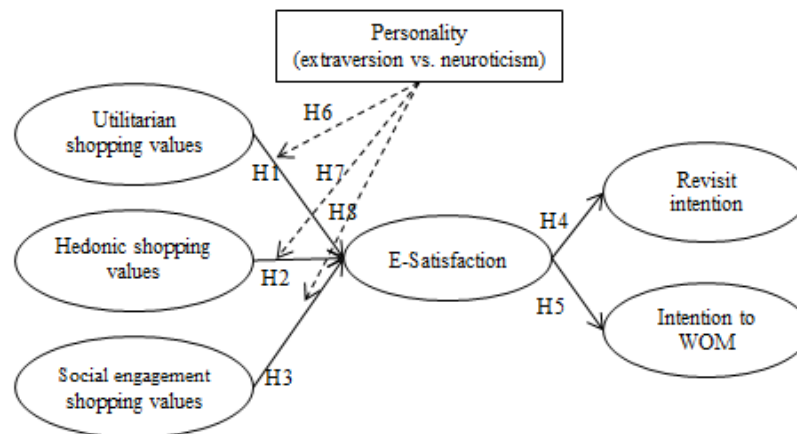 Personality
(extraversion vs. neuroticism)
H6
Utilitarian
shopping values
H1
H7
H8
Hedonic shopping
values
H2
E-Satisfaction
H4
Revisit
intention
H5
Intention to
WOM
H3
Social engagement
shopping values